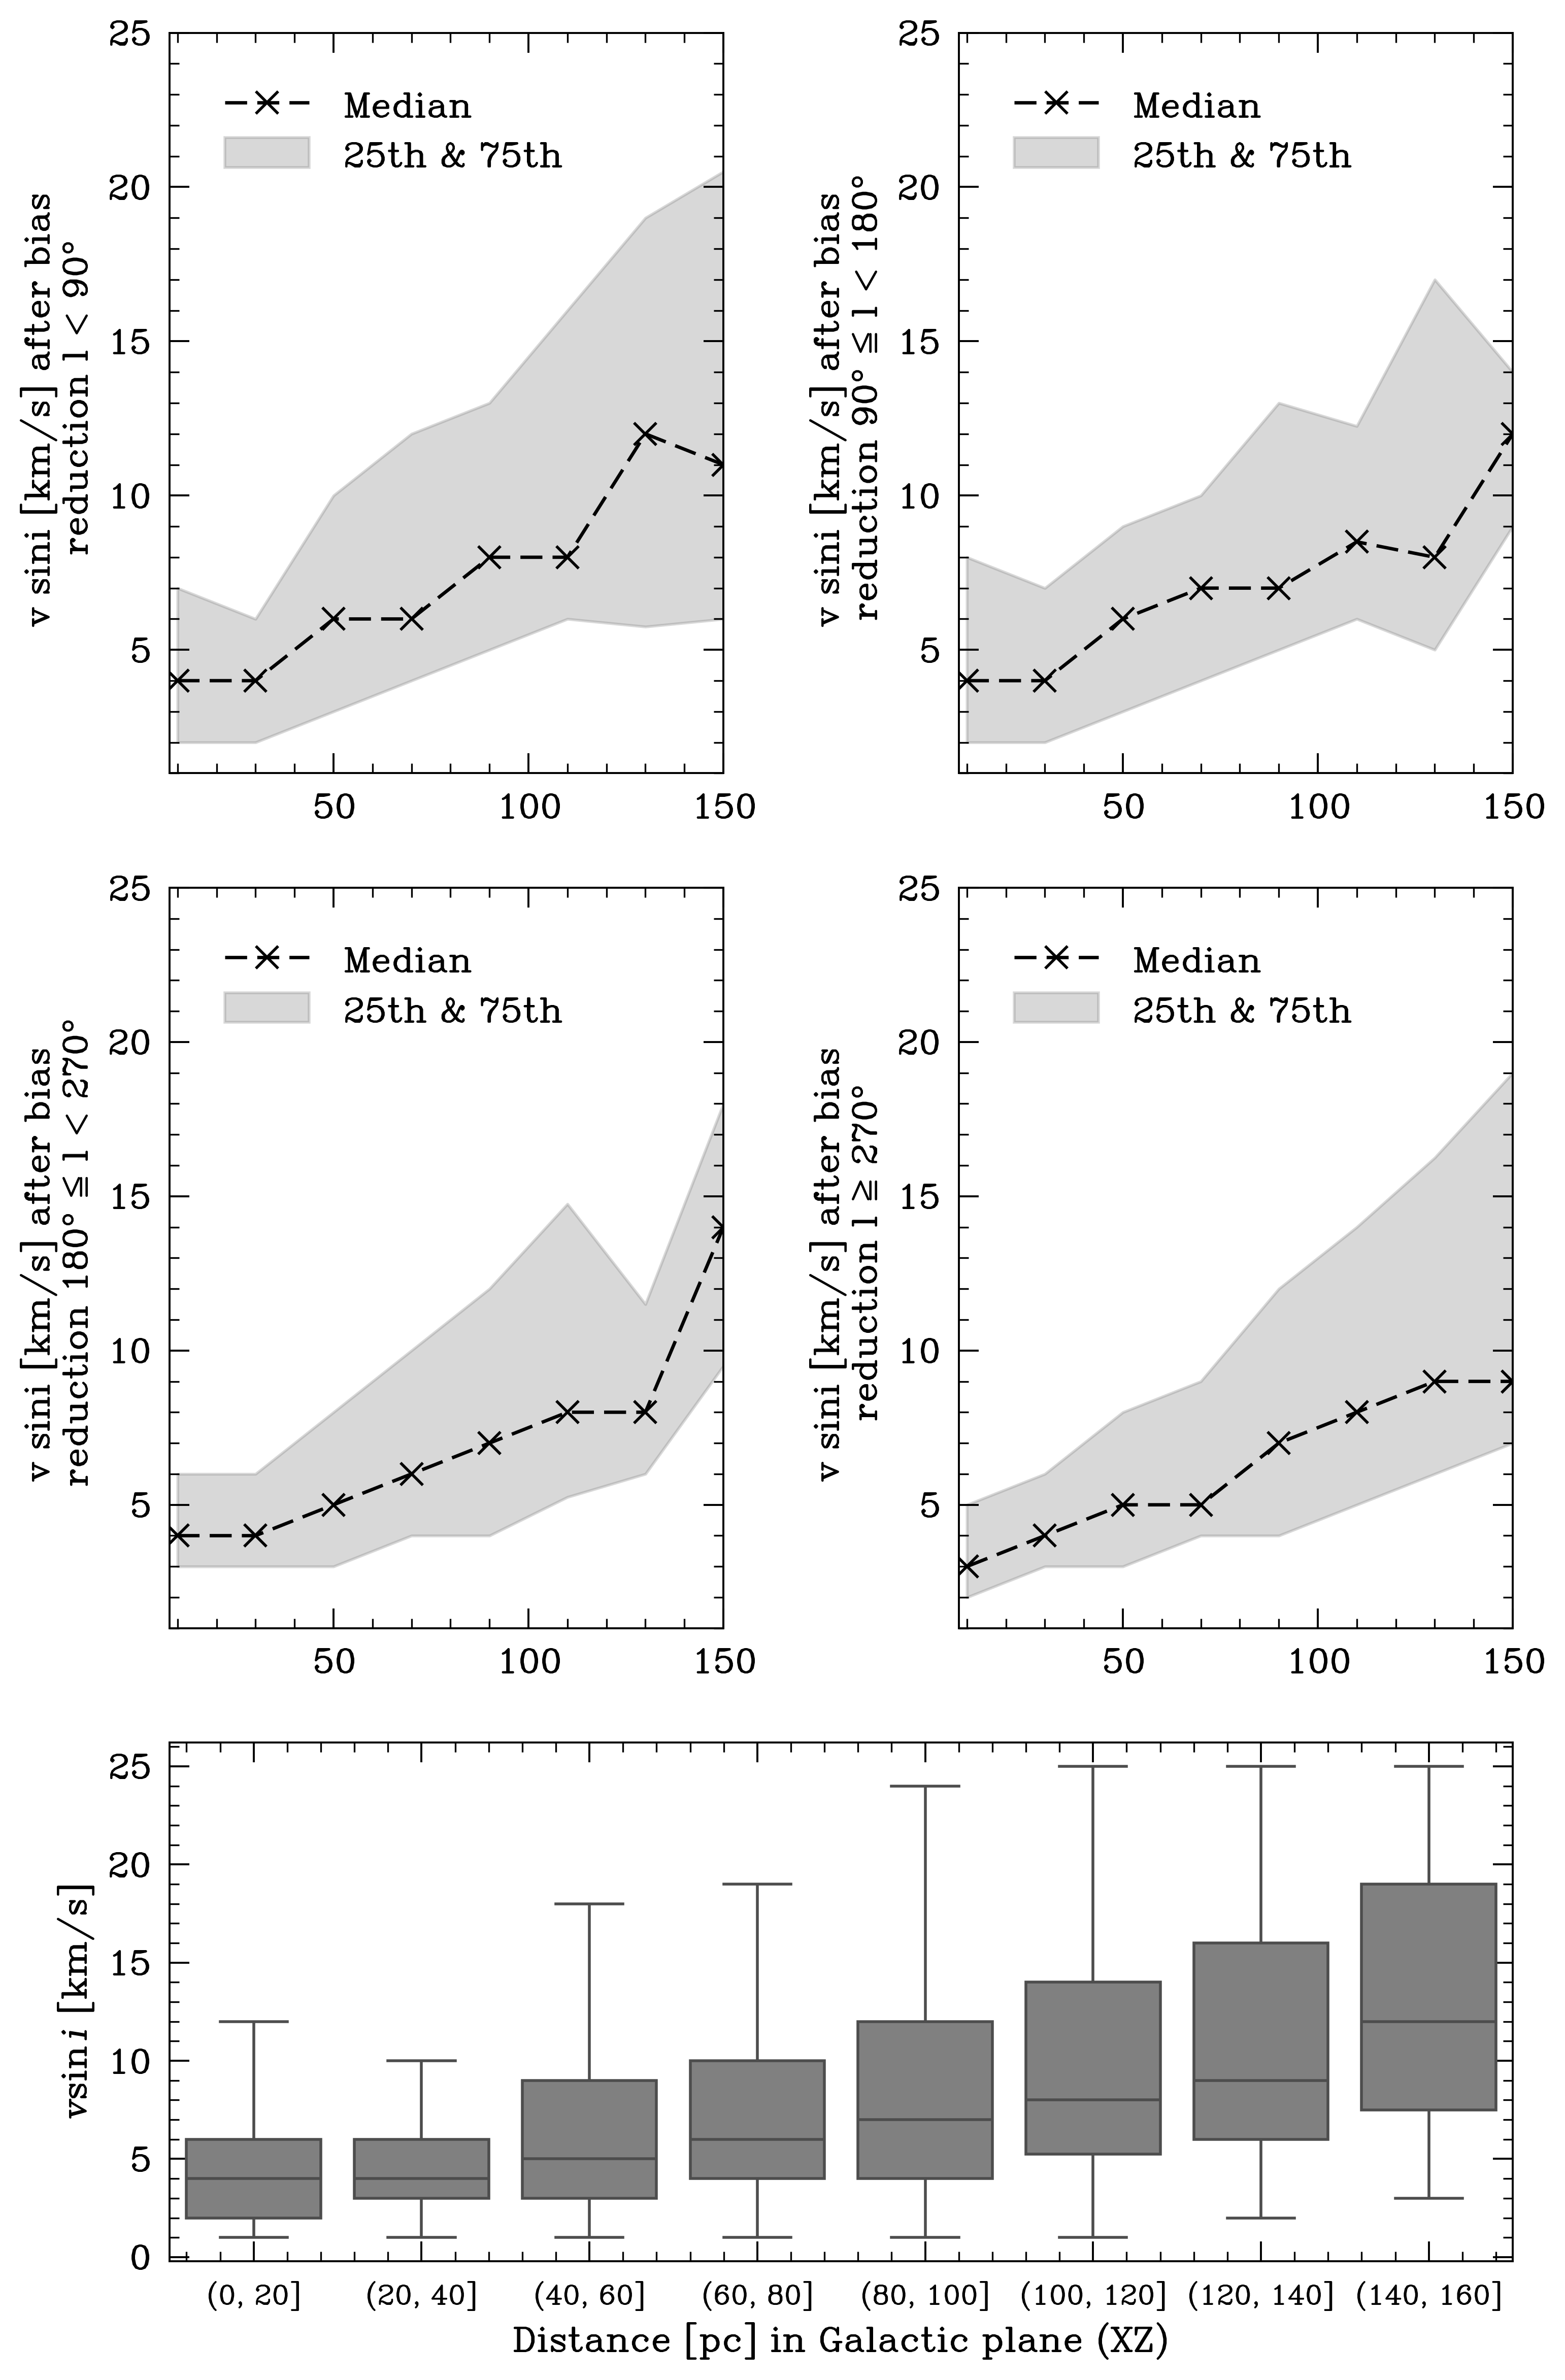 v sini [km/s] after bias
reduction l < 90°
25
20
15
10
5
Median
25th & 75th
50
100
150
v sini [km/s] after bias
reduction 90° ≤ l < 180°
25
20
15
10
5
Median
25th & 75th
50
100
150
v sini [km/s] after bias
reduction 180° ≤ l < 270°
25
20
15
10
5
Median
25th & 75th
50
100
150
v sini [km/s] after bias
reduction l ≥ 270°
25
20
15
10
5
Median
25th & 75th
50
100
150
vsin i [km/s]
25
20
15
10
5
0
(0, 20]
(20, 40]
(40, 60]
(60, 80]
(80, 100]
(100, 120]
(120, 140]
(140, 160]
Distance [pc] in Galactic plane (XZ)